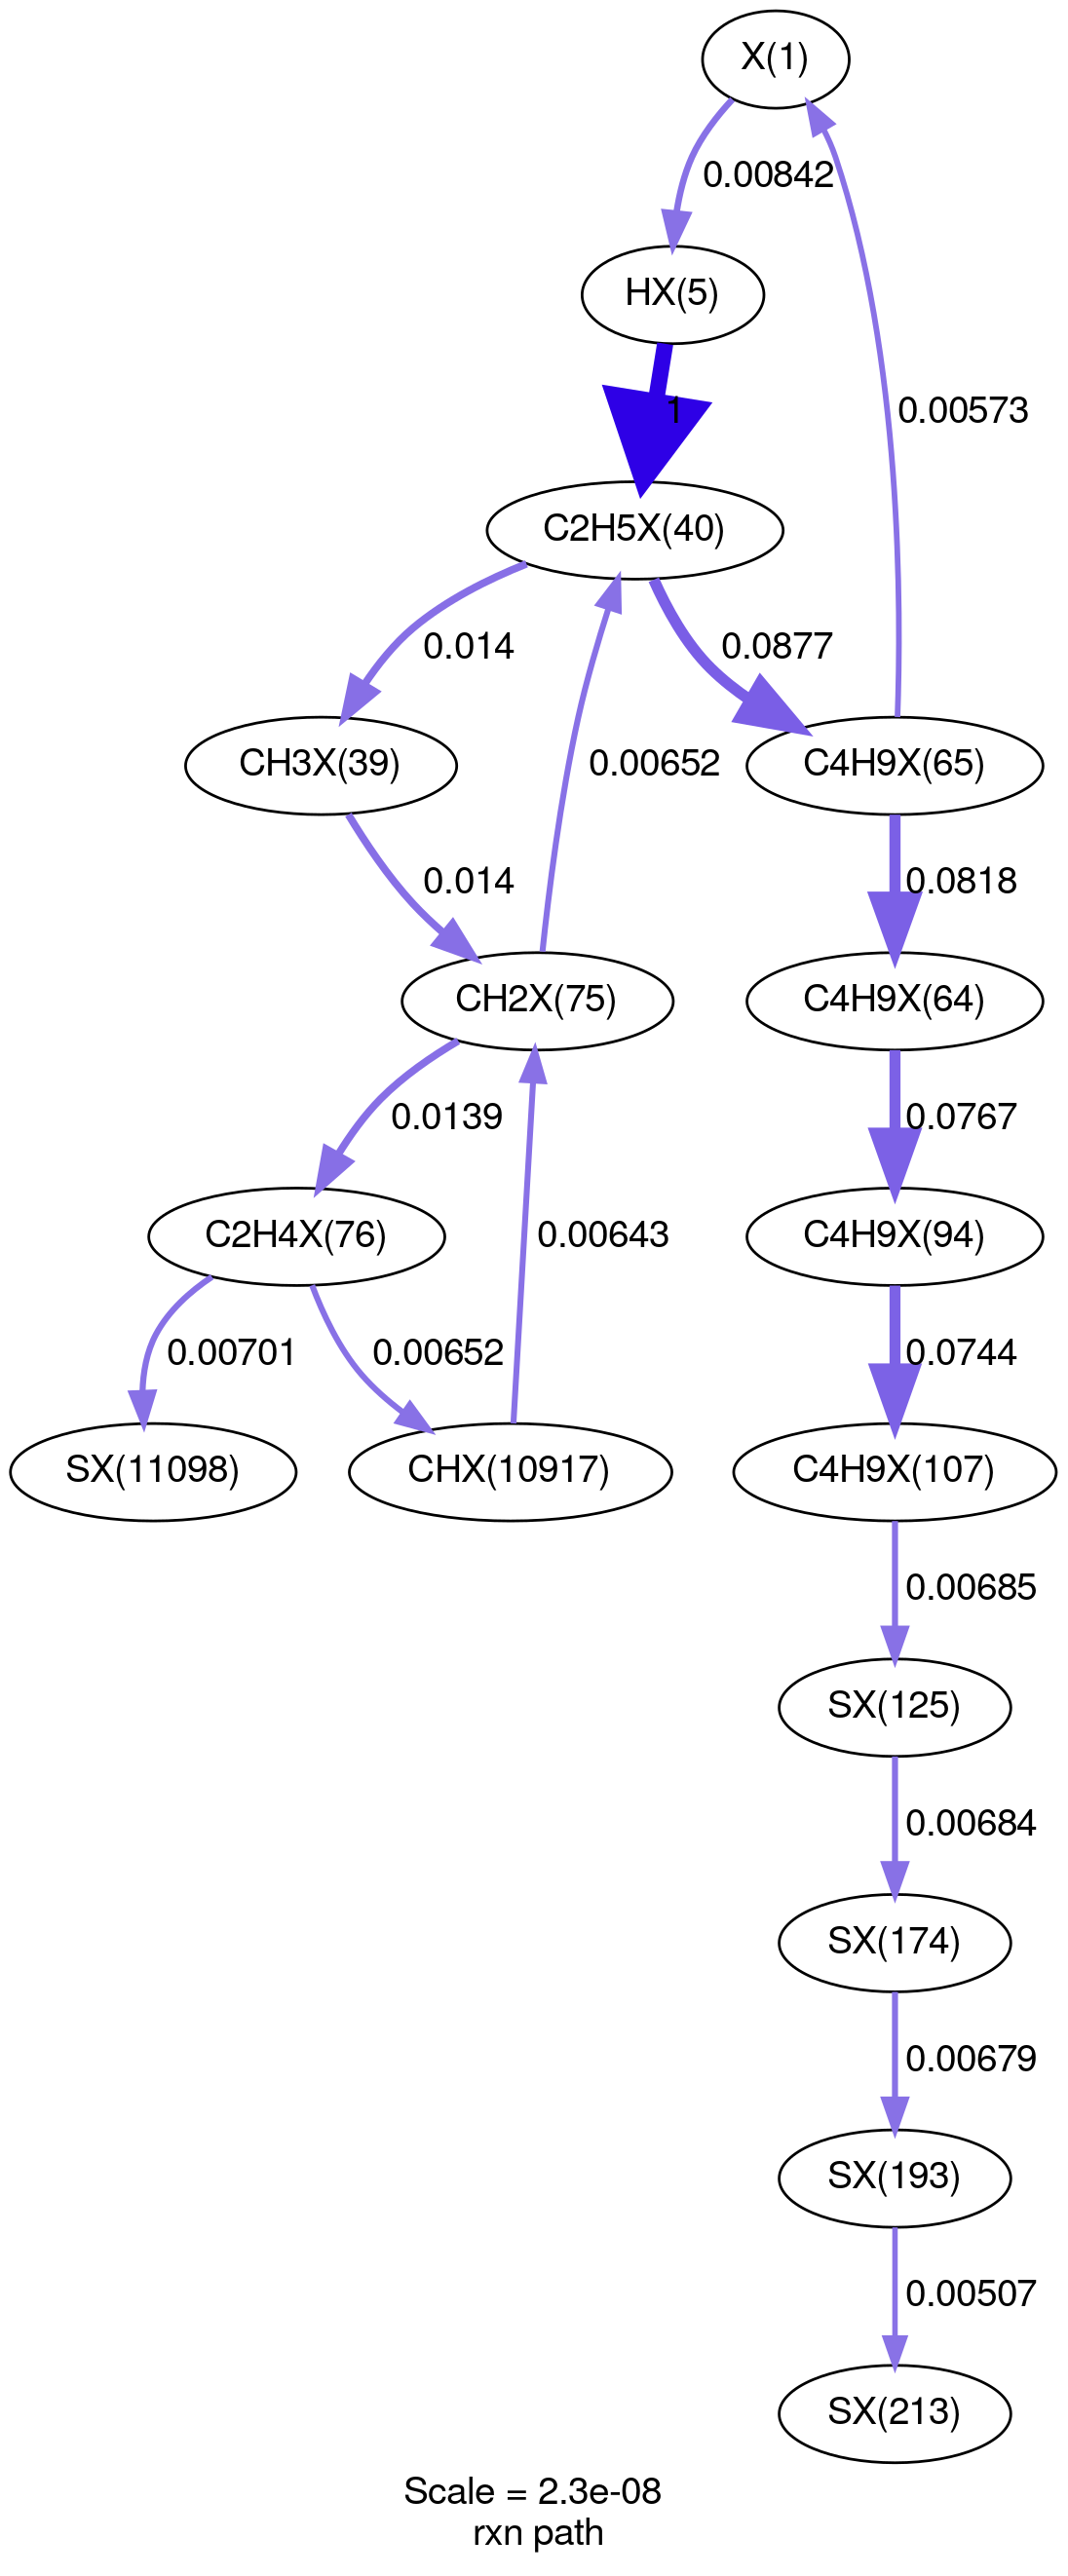 X(1)
0.00842
HX(5)
1
0.00573
C2H5X(40)
0.014
0.0877
CH3X(39)
0.00652
C4H9X(65)
0.014
0.0818
CH2X(75)
C4H9X(64)
0.0139
0.0767
C2H4X(76)
0.00643
C4H9X(94)
0.00701
0.00652
0.0744
SX(11098)
CHX(10917)
C4H9X(107)
0.00685
SX(125)
0.00684
SX(174)
0.00679
SX(193)
0.00507
SX(213)
Scale = 2.3e-08
rxn path